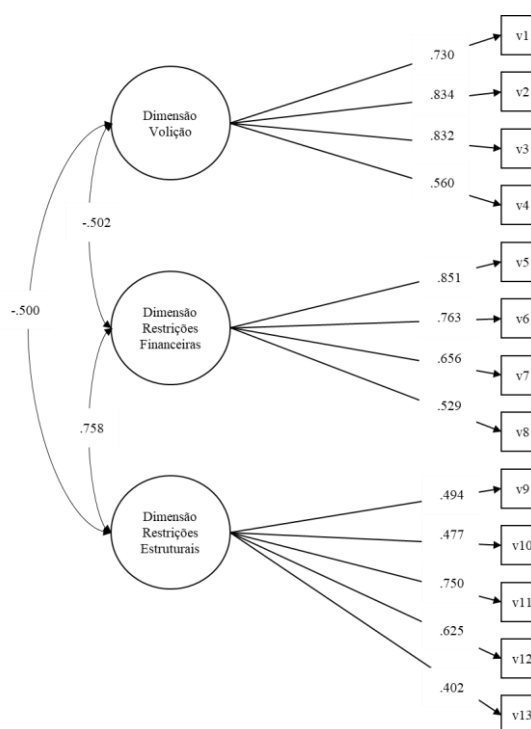 v1
.730
v2
.834
Dimensão
Volição
v3
.832
.560
v4
-.502
v5
.851
-.500
Dimensão
Restrições
Financeiras
.763
v6
.656
v7
.529
v8
.758
v9
.494
Dimensão
Restrições
Estruturais
.477
v10
.750
v11
.625
v12
.402
v13